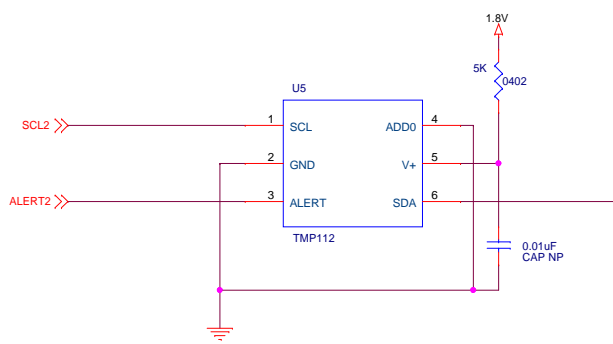 1.8V
5K
0402
U5
SCL2
1
SCL
ADD0
4
2
GND
V+
5
ALERT2
3
ALERT
SDA
6
TMP112
0.01uF
CAP NP